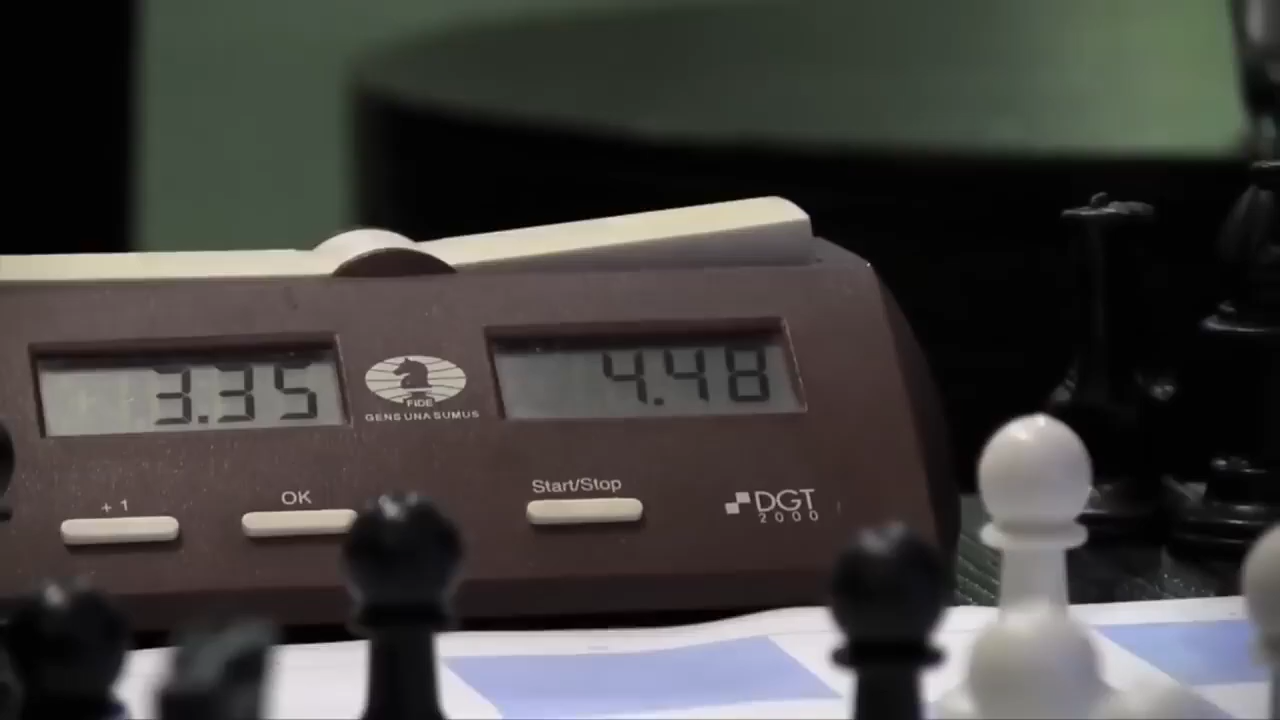 3.35
4.48
FIDE
GENS UNA SUMUS
+ 1
OK
Start/Stop
DGT
2000